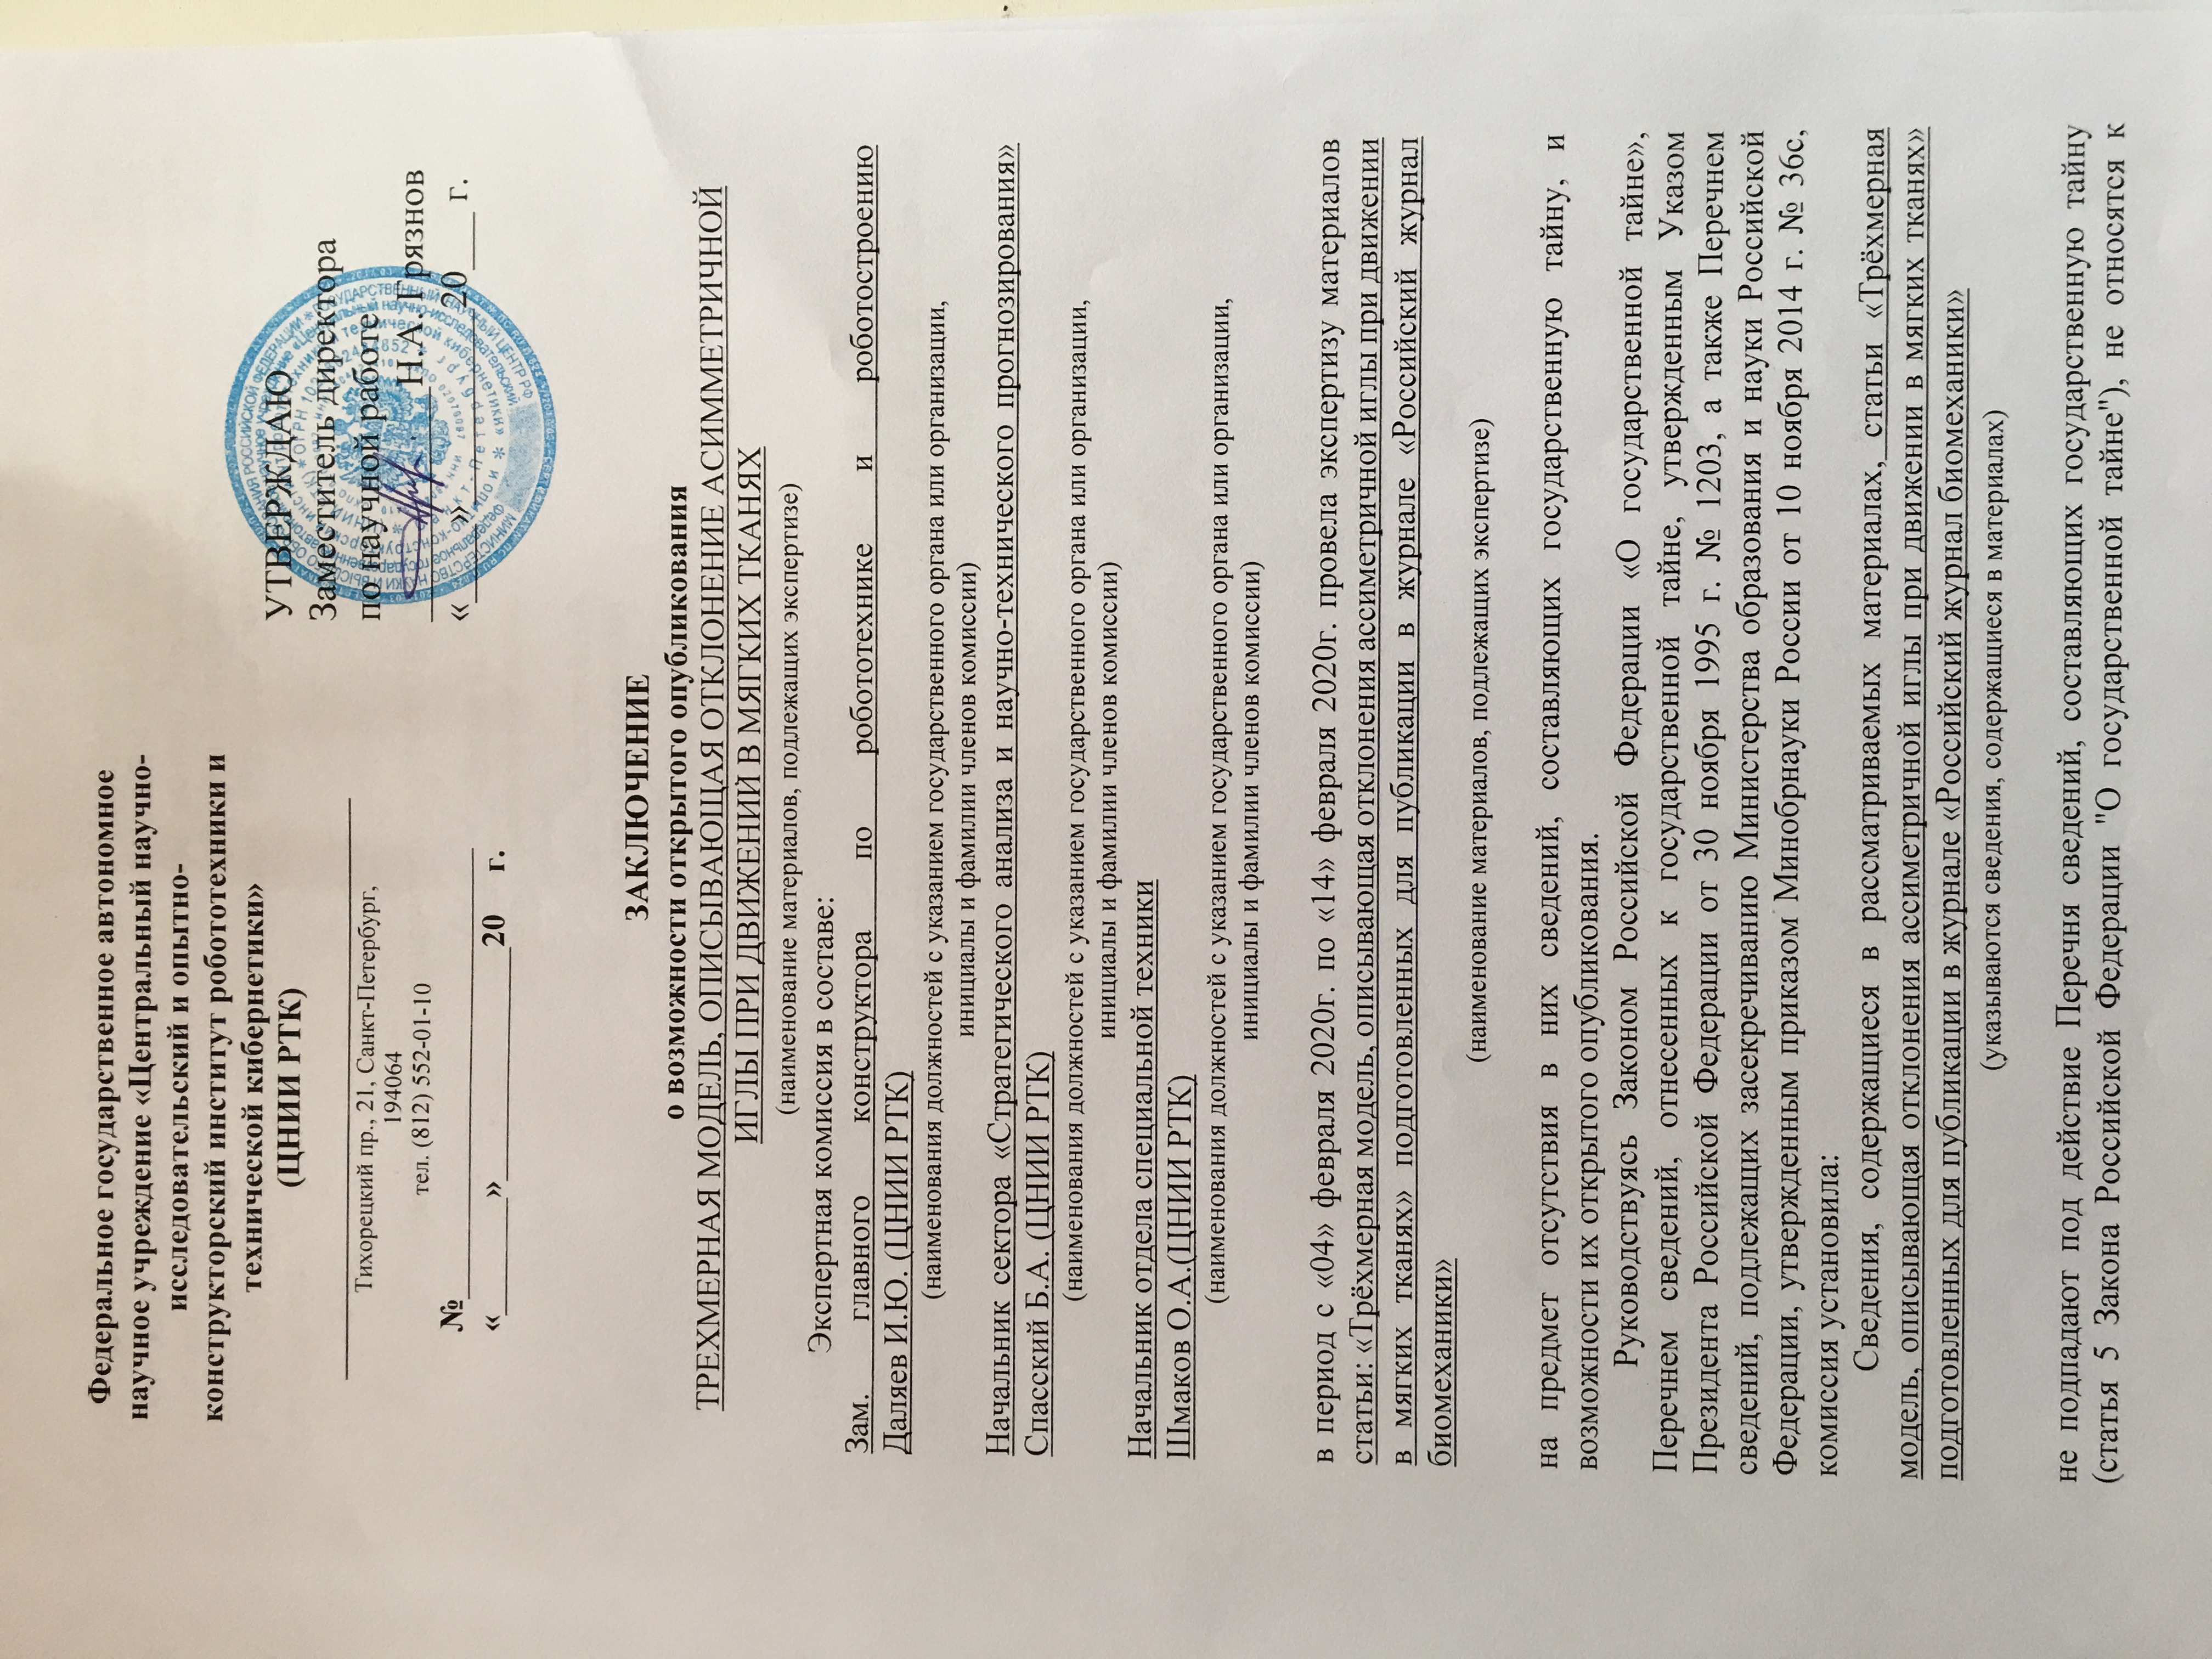 Федеральное государственное автономное
научное учреждение «Центральный научно-
исследовательский и опытно-
конструкторский институт робототехники и
технической кибернетики»
(ЦНИИ РТК)
Тихорецкий пр., 21, Санкт-Петербург,
194064
тел. (812) 552-01-10
№
«_______»______________20 г.
УТВЕРЖДАЮ
Заместитель директора
по научной работе
Н.А. Грязнов
«____»____________20___ г.
ЗАКЛЮЧЕНИЕ
о возможности открытого опубликования
ТРЕХМЕРНАЯ МОДЕЛЬ, ОПИСЫВАЮЩАЯ ОТКЛОНЕНИЕ АСИММЕТРИЧНОЙ
ИГЛЫ ПРИ ДВИЖЕНИЙ В МЯГКИХ ТКАНЯХ
(наименование материалов, подлежащих экспертизе)
Экспертная комиссия в составе:
Зам. главного конструктора по робототехнике и роботостроению
Даляев И.Ю. (ЦНИИ РТК)
(наименования должностей с указанием государственного органа или организации,
инициалы и фамилии членов комиссии)
Начальник сектора «Стратегического анализа и научно-технического прогнозирования»
Спасский Б.А. (ЦНИИ РТК)
(наименования должностей с указанием государственного органа или организации,
инициалы и фамилии членов комиссии)
Начальник отдела специальной техники
Шмаков О.А.(ЦНИИ РТК)
(наименования должностей с указанием государственного органа или организации,
инициалы и фамилии членов комиссии)
в период с «04» февраля 2020г. по «14» февраля 2020г. провела экспертизу материалов
статьи: «Трёхмерная модель, описывающая отклонения ассиметричной иглы при движении
в мягких тканях» подготовленных для публикации в журнале «Российский журнал
биомеханики»
(наименование материалов, подлежащих экспертизе)
на предмет отсутствия в них сведений, составляющих государственную тайну, и
возможности их открытого опубликования.
Руководствуясь Законом Российской Федерации «О государственной тайне»,
Перечнем сведений, отнесенных к государственной тайне, утвержденным Указом
Президента Российской Федерации от 30 ноября 1995 г. № 1203, а также Перечнем
сведений, подлежащих засекречиванию Министерства образования и науки Российской
Федерации, утвержденным приказом Минобрнауки России от 10 ноября 2014 г. № 36с,
комиссия установила:
Сведения, содержащиеся в рассматриваемых материалах, статьи «Трёхмерная
модель, описывающая отклонения ассиметричной иглы при движении в мягких тканях»
подготовленных для публикации в журнале «Российский журнал биомеханики»
(указываются сведения, содержащиеся в материалах)
не подпадают под действие Перечня сведений, составляющих государственную тайну
(статья 5 Закона Российской Федерации "О государственной тайне"), не относятся к